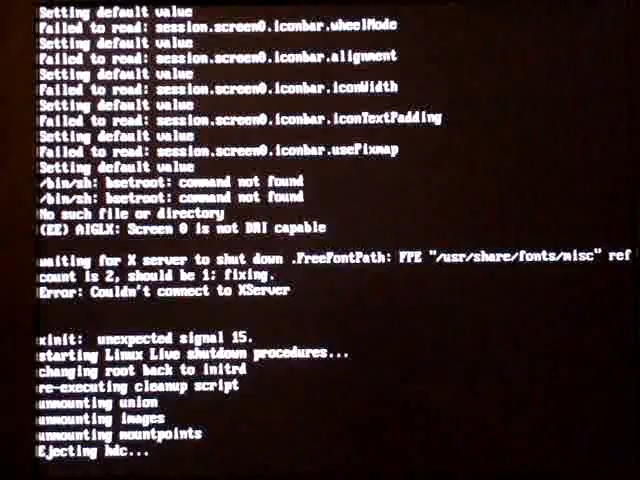 Setting default value
Failed to read: session.screen0.iconbar.wheelMode
Setting default value
Failed to read: session.screen0.iconbar.alignment
Setting default value
Failed to read: session.screen0.iconbar.iconWidth
Setting default value
Failed to read: session.screen0.iconbar.iconTextPadding
Setting default value
Failed to read: session.screen0.iconbar.usePixmap
Setting default value
/bin/sh: bsetroot: command not found
/bin/sh: bsetroot: command not found
No such file or directory
(EE) AIGLX: Screen 0 is not DRI capable
waiting for X server to shut down .FreeFontPath: FPE "/usr/share/fonts/misc" ref
count is 2, should be 1; fixing.
Error: Couldn't connect to XServer
xinit:  unexpected signal 15.
starting Linux Live shutdown procedures...
changing root back to initrd
re-executing cleanup script
unmounting union
unmounting images
unmounting mountpoints
Ejecting hdc...